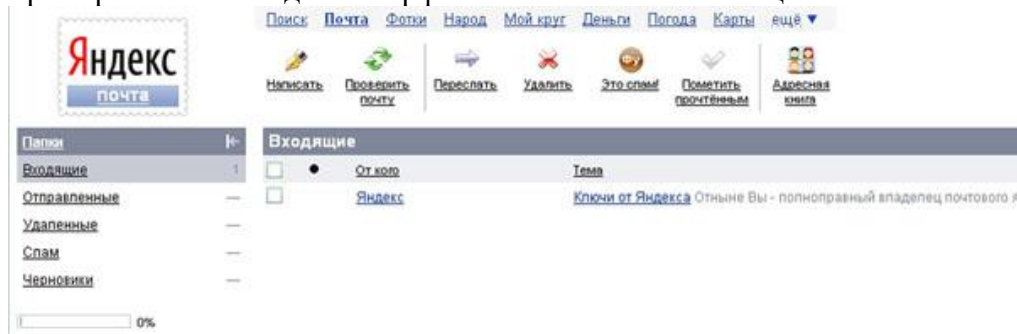 Поиск Почта Фотки Народ Мой круг Деньги Погода Карты ещё ▼
Яндекс
почта
Написать Проверить почту Переслать Удалить Это спам! Пометить прочтённым Адресная книга
Папки
Входящие 1
Отправленные —
Удаленные —
Спам —
Черновики —
0%
Входящие
От кого Тема
Яндекс Ключи от Яндекса Отныне Вы - полноправный владелец почтового